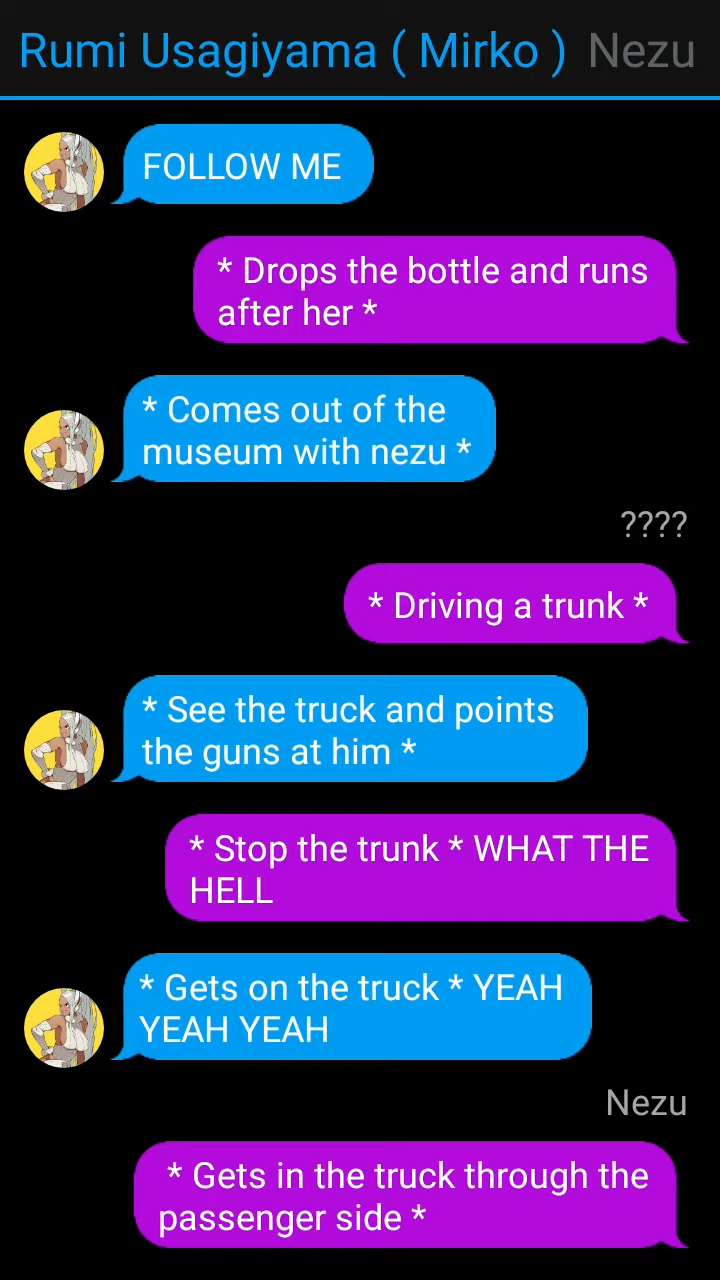 Rumi Usagiyama ( Mirko ) Nezu
FOLLOW ME
* Drops the bottle and runs
after her *
* Comes out of the
museum with nezu *
????
* Driving a trunk *
* See the truck and points
the guns at him *
* Stop the trunk * WHAT THE
HELL
* Gets on the truck * YEAH
YEAH YEAH
Nezu
* Gets in the truck through the
passenger side *